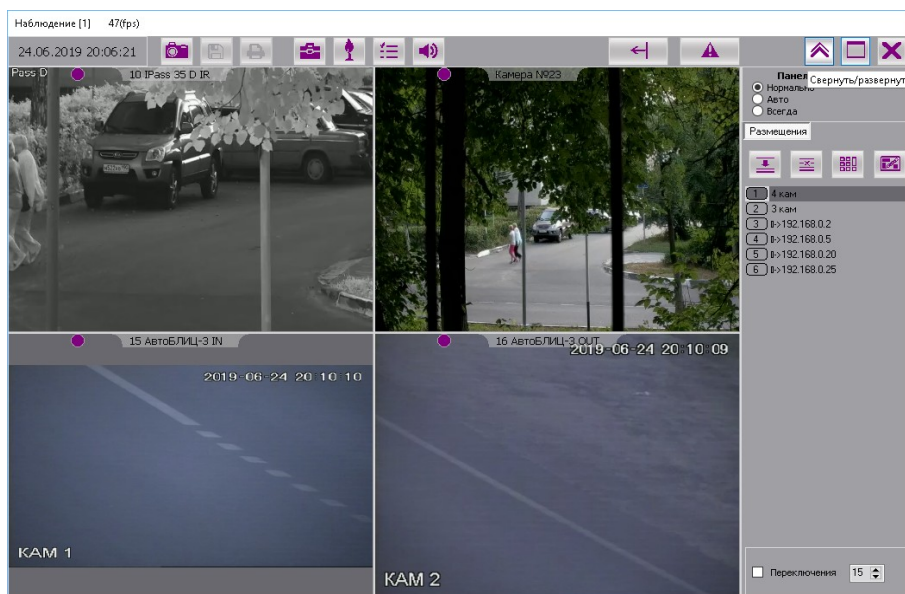 Наблюдение [1] 47(fps)
24.06.2019 20:06:21
Pass D
10 IPass 35 D IR
Камера №23
Панел
Свернуть/развернут
Нормально
Авто
Всегда
Размещения
1 4 кам
2 3 кам
3 ->192.168.0.2
4 ->192.168.0.5
5 ->192.168.0.20
6 ->192.168.0.25
15 АвтоБЛИЦ-3 IN
2019-06-24 20 10 10
КАМ 1
16 АвтоБЛИЦ-3 OUT
2019-06-24 20 10 09
КАМ 2
Переключения 15